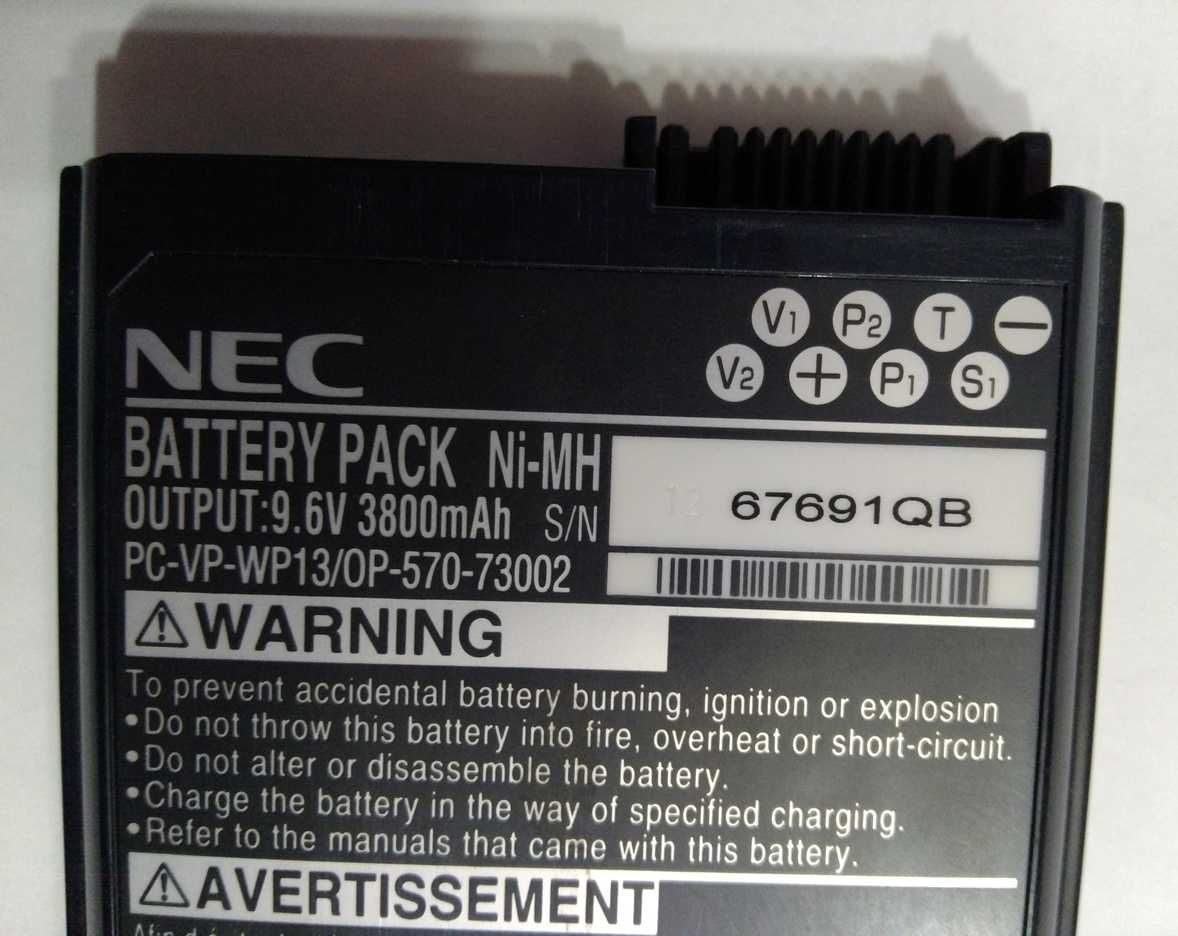 V1 P2 T −
V2 + P1 S1
NEC
BATTERY PACK Ni-MH
OUTPUT:9.6V 3800mAh S/N 12 67691QB
PC-VP-WP13/OP-570-73002
⚠WARNING
To prevent accidental battery burning, ignition or explosion
•Do not throw this battery into fire, overheat or short-circuit.
•Do not alter or disassemble the battery.
•Charge the battery in the way of specified charging.
•Refer to the manuals that came with this battery.
⚠AVERTISSEMENT